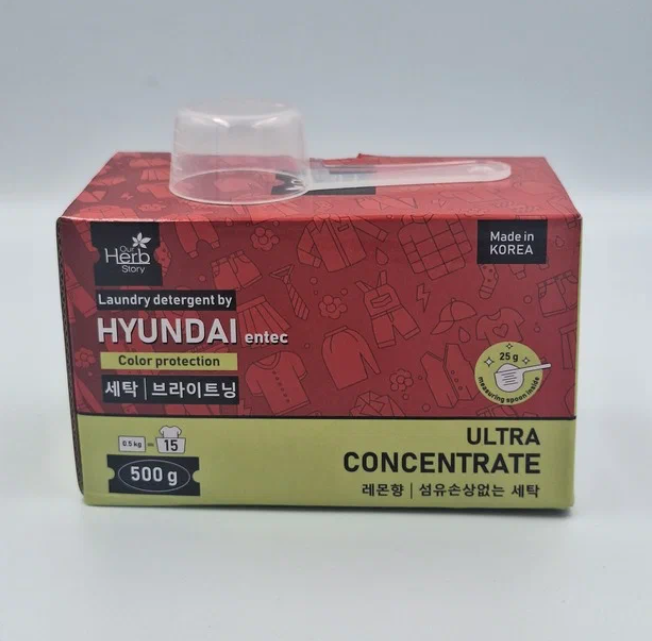 Our
Herb
Story
Made in
KOREA
Laundry detergent by
HYUNDAI entec
Color protection
세탁 | 브라이트닝
25 g
measuring spoon inside
0.5 kg = 15
500 g
ULTRA
CONCENTRATE
레몬향 | 섬유손상없는 세탁